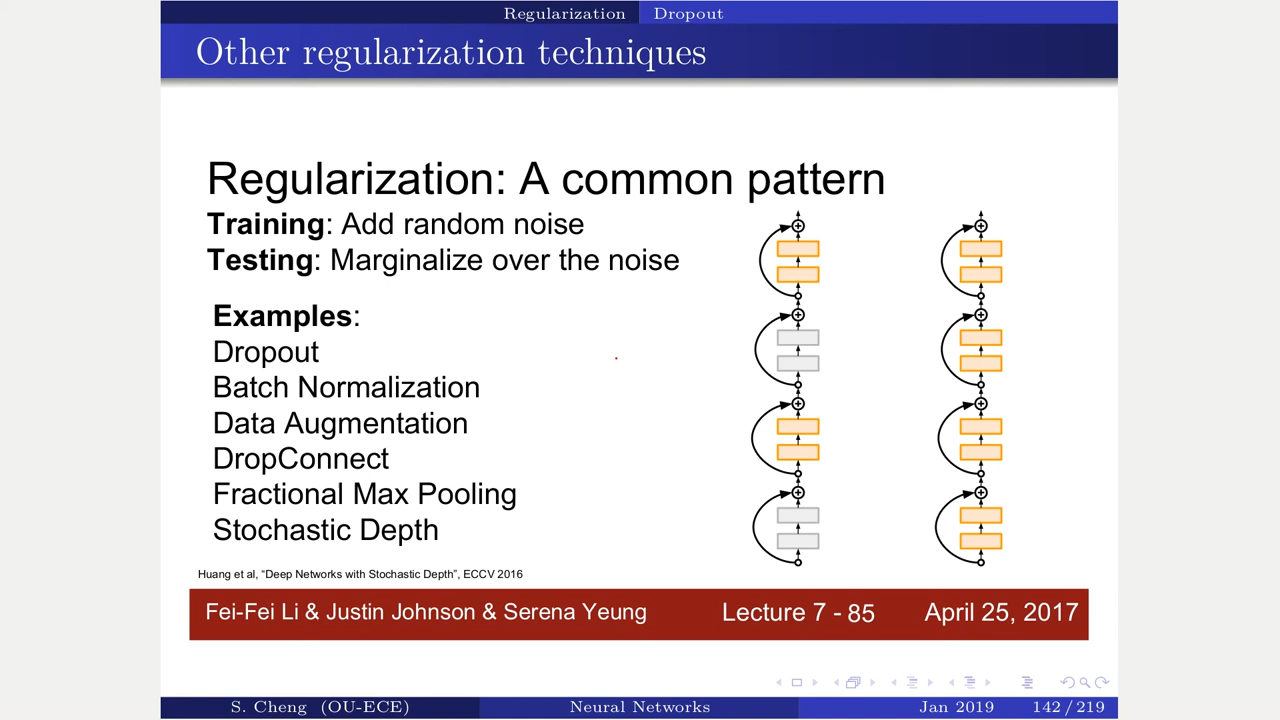 Regularization Dropout
Other regularization techniques
Regularization: A common pattern
Training: Add random noise
Testing: Marginalize over the noise
Examples:
Dropout
Batch Normalization
Data Augmentation
DropConnect
Fractional Max Pooling
Stochastic Depth
Huang et al, “Deep Networks with Stochastic Depth”, ECCV 2016
Fei-Fei Li & Justin Johnson & Serena Yeung Lecture 7 - 85 April 25, 2017
S. Cheng (OU-ECE) Neural Networks Jan 2019 142 / 219